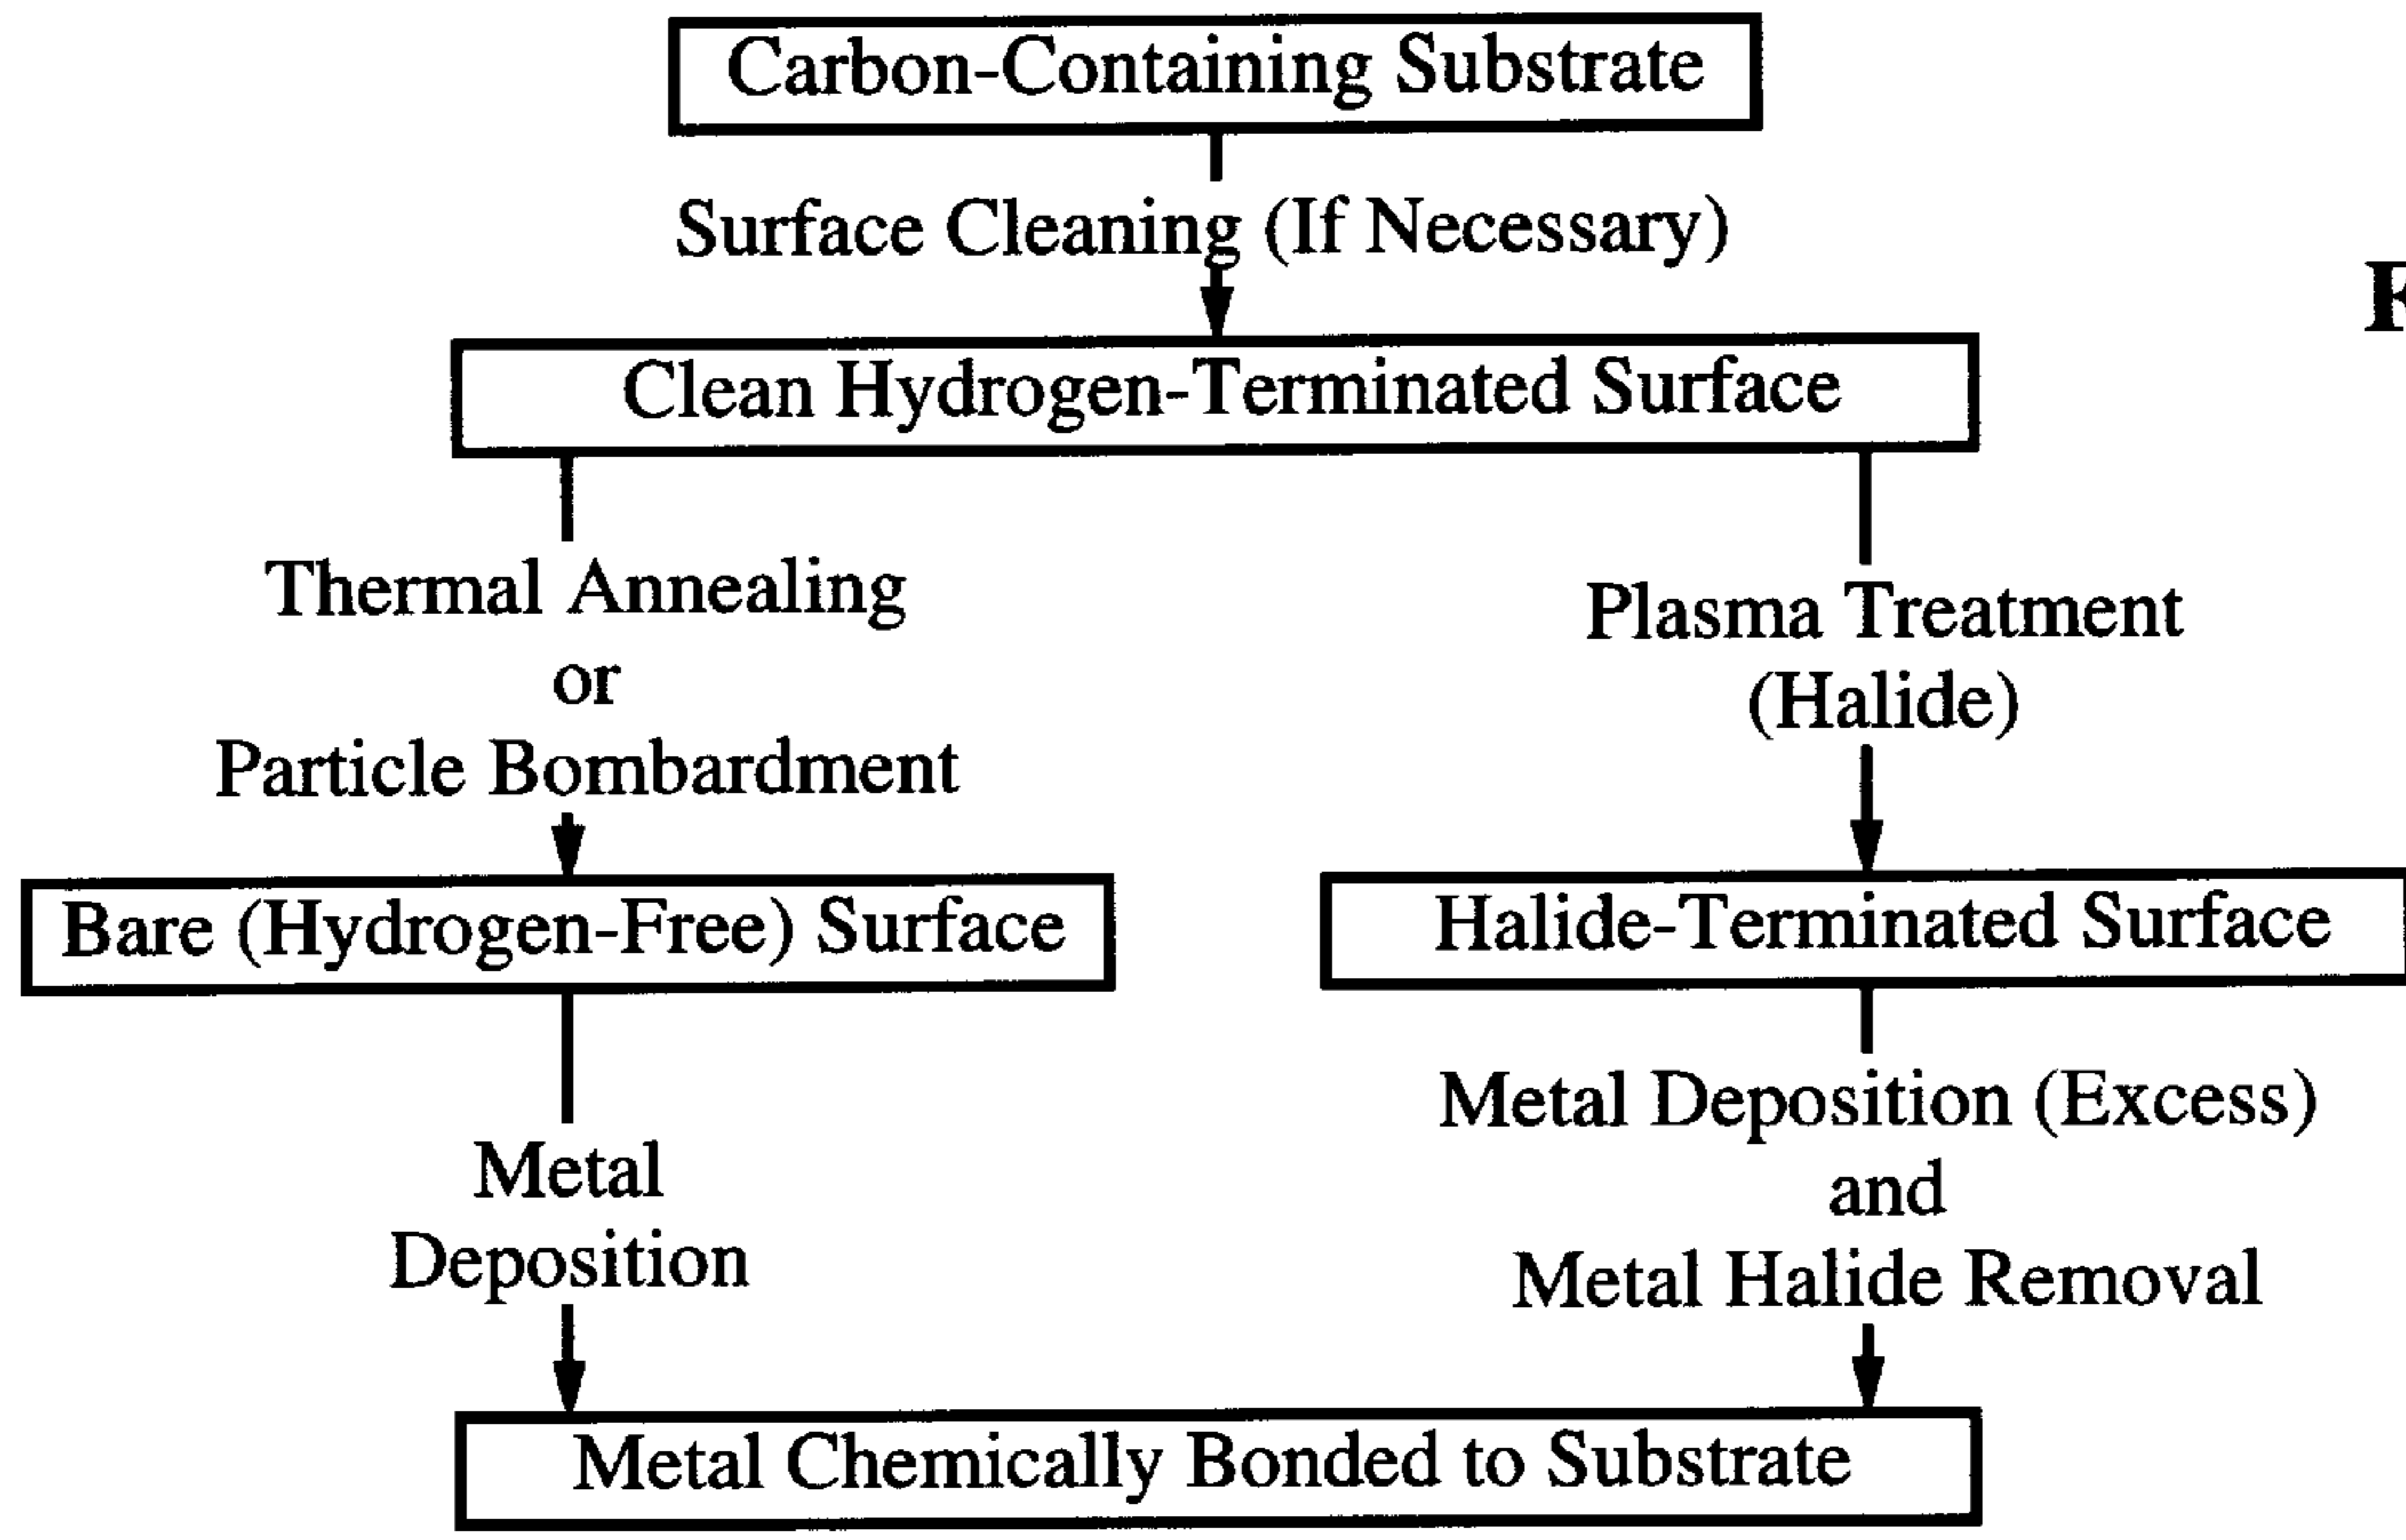 Carbon-Containing Substrate
Surface Cleaning (If Necessary)
Clean Hydrogen-Terminated Surface
Thermal Annealing
or
Particle Bombardment
Plasma Treatment
(Halide)
Bare (Hydrogen-Free) Surface
Halide-Terminated Surface
Metal
Deposition
Metal Deposition (Excess)
and
Metal Halide Removal
Metal Chemically Bonded to Substrate